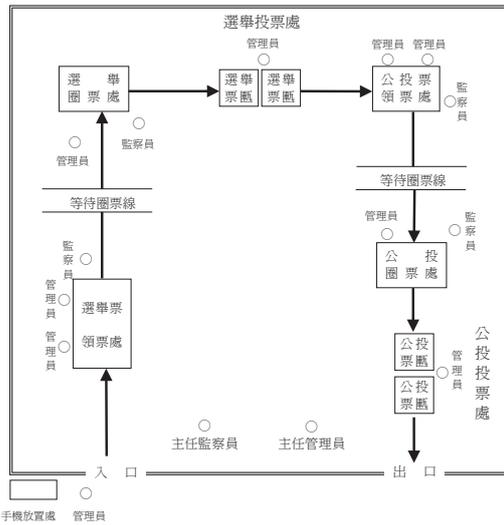 選舉投票處
管理員
管理員
管理員
選舉
圈票處
選舉
票匭
選舉
票匭
公投票
領票處
監察員
監察員
管理員
等待圈票線
等待圈票線
管理員
監察員
監察員
公投
圈票處
管理員
選舉票
領票處
管理員
公投
票匭
管理員
公投
票匭
公投投票處
主任監察員
主任管理員
入口
出口
手機放置處
管理員